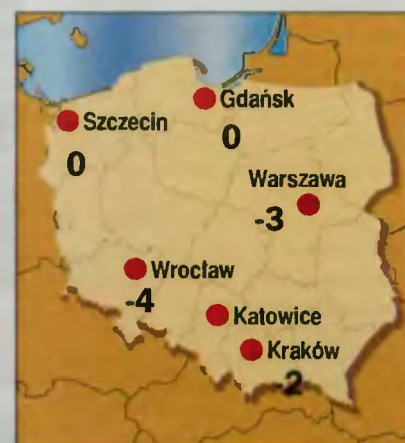 Gdańsk
0
Szczecin
0
Warszawa
-3
Wrocław
-4
Katowice
Kraków
-2